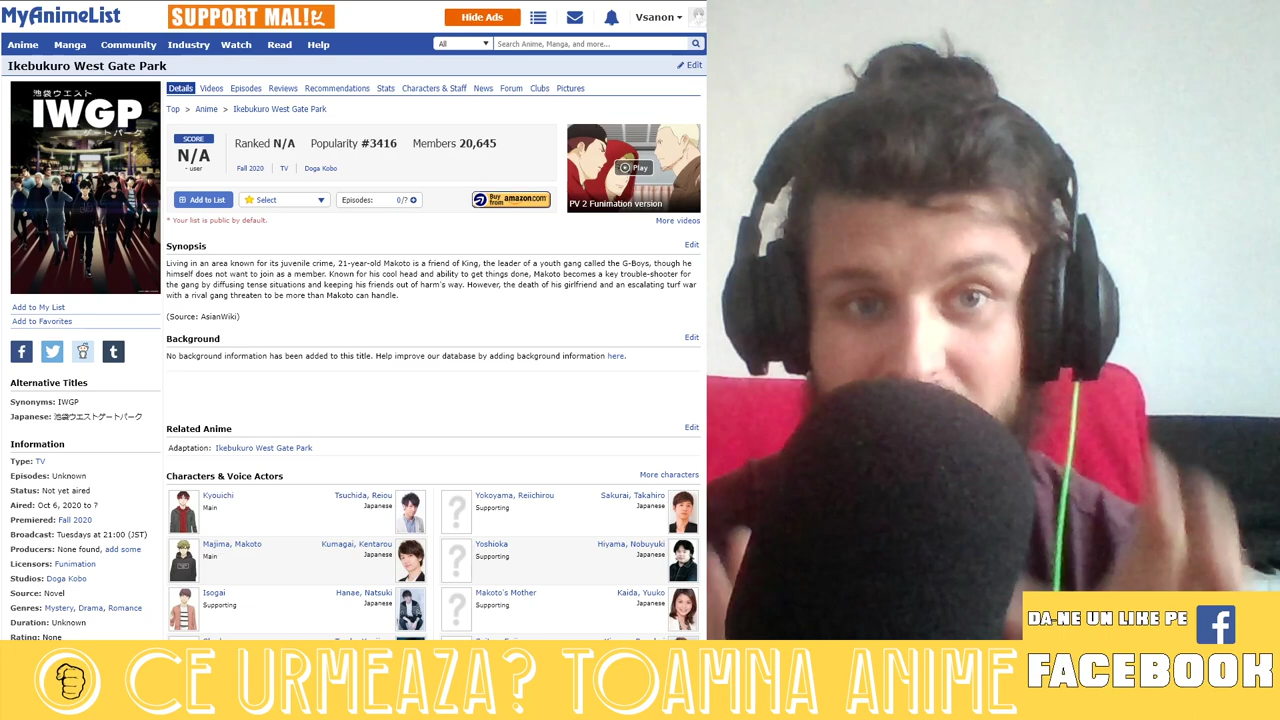 MyAnimeList
SUPPORT MAL!
Hide Ads
Vsanon
Anime Manga Community Industry Watch Read Help
All
Search Anime, Manga, and more...
Ikebukuro West Gate Park
Edit
池袋ウエスト
IWGP
ゲートパーク
Details Videos Episodes Reviews Recommendations Stats Characters & Staff News Forum Clubs Pictures
Top > Anime > Ikebukuro West Gate Park
SCORE
N/A
- user
Ranked N/A Popularity #3416 Members 20,645
Fall 2020 TV Doga Kobo
Play
PV 2 Funimation version
Add to List
Select
Episodes: 0/?
Buy from amazon.com
* Your list is public by default.
More videos
Synopsis
Edit
Living in an area known for its juvenile crime, 21-year-old Makoto is a friend of King, the leader of a youth gang called the G-Boys, though he
himself does not want to join as a member. Known for his cool head and ability to get things done, Makoto becomes a key trouble-shooter for
the gang by diffusing tense situations and keeping his friends out of harm's way. However, the death of his girlfriend and an escalating turf war
with a rival gang threaten to be more than Makoto can handle.
(Source: AsianWiki)
Background
Edit
No background information has been added to this title. Help improve our database by adding background information here.
Related Anime
Edit
Adaptation: Ikebukuro West Gate Park
Characters & Voice Actors
More characters
Kyouichi
Main
Tsuchida, Reiou
Japanese
Yokoyama, Reiichirou
Supporting
Sakurai, Takahiro
Japanese
Majima, Makoto
Main
Kumagai, Kentarou
Japanese
Yoshioka
Supporting
Hiyama, Nobuyuki
Japanese
Isogai
Supporting
Hanae, Natsuki
Japanese
Makoto's Mother
Supporting
Kaida, Yuuko
Japanese
Add to My List
Add to Favorites
Alternative Titles
Synonyms: IWGP
Japanese: 池袋ウエストゲートパーク
Information
Type: TV
Episodes: Unknown
Status: Not yet aired
Aired: Oct 6, 2020 to ?
Premiered: Fall 2020
Broadcast: Tuesdays at 21:00 (JST)
Producers: None found, add some
Licensors: Funimation
Studios: Doga Kobo
Source: Novel
Genres: Mystery, Drama, Romance
Duration: Unknown
Rating: None
CE URMEAZA? TOAMNA ANIME
DA-NE UN LIKE PE
FACEBOOK